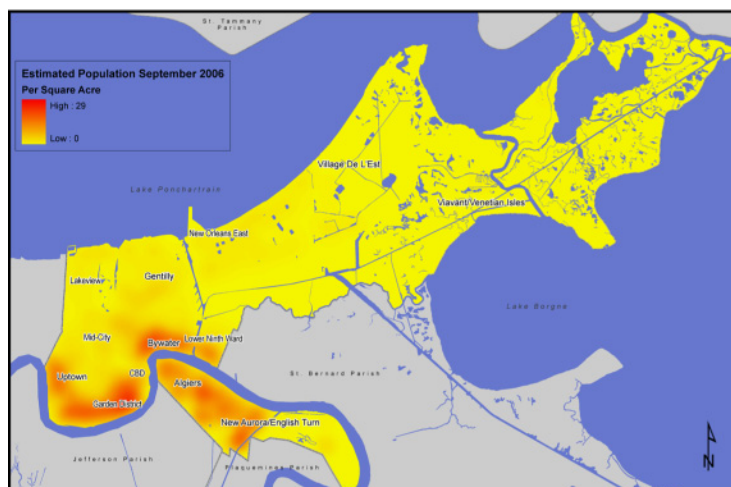 St. Tammany
Parish
Estimated Population September 2006
Per Square Acre
High : 29
Low : 0
Village De L'Est
Lake Ponchartrain
Viavant/Venetian Isles
New Orleans East
Gentilly
Lakeview
Lake Borgne
Mid-City
Bywater
Lower Ninth Ward
Uptown
CBD
St. Bernard Parish
Algiers
Garden District
New Aurora/English Turn
Jefferson Parish
Plaquemines Parish
N